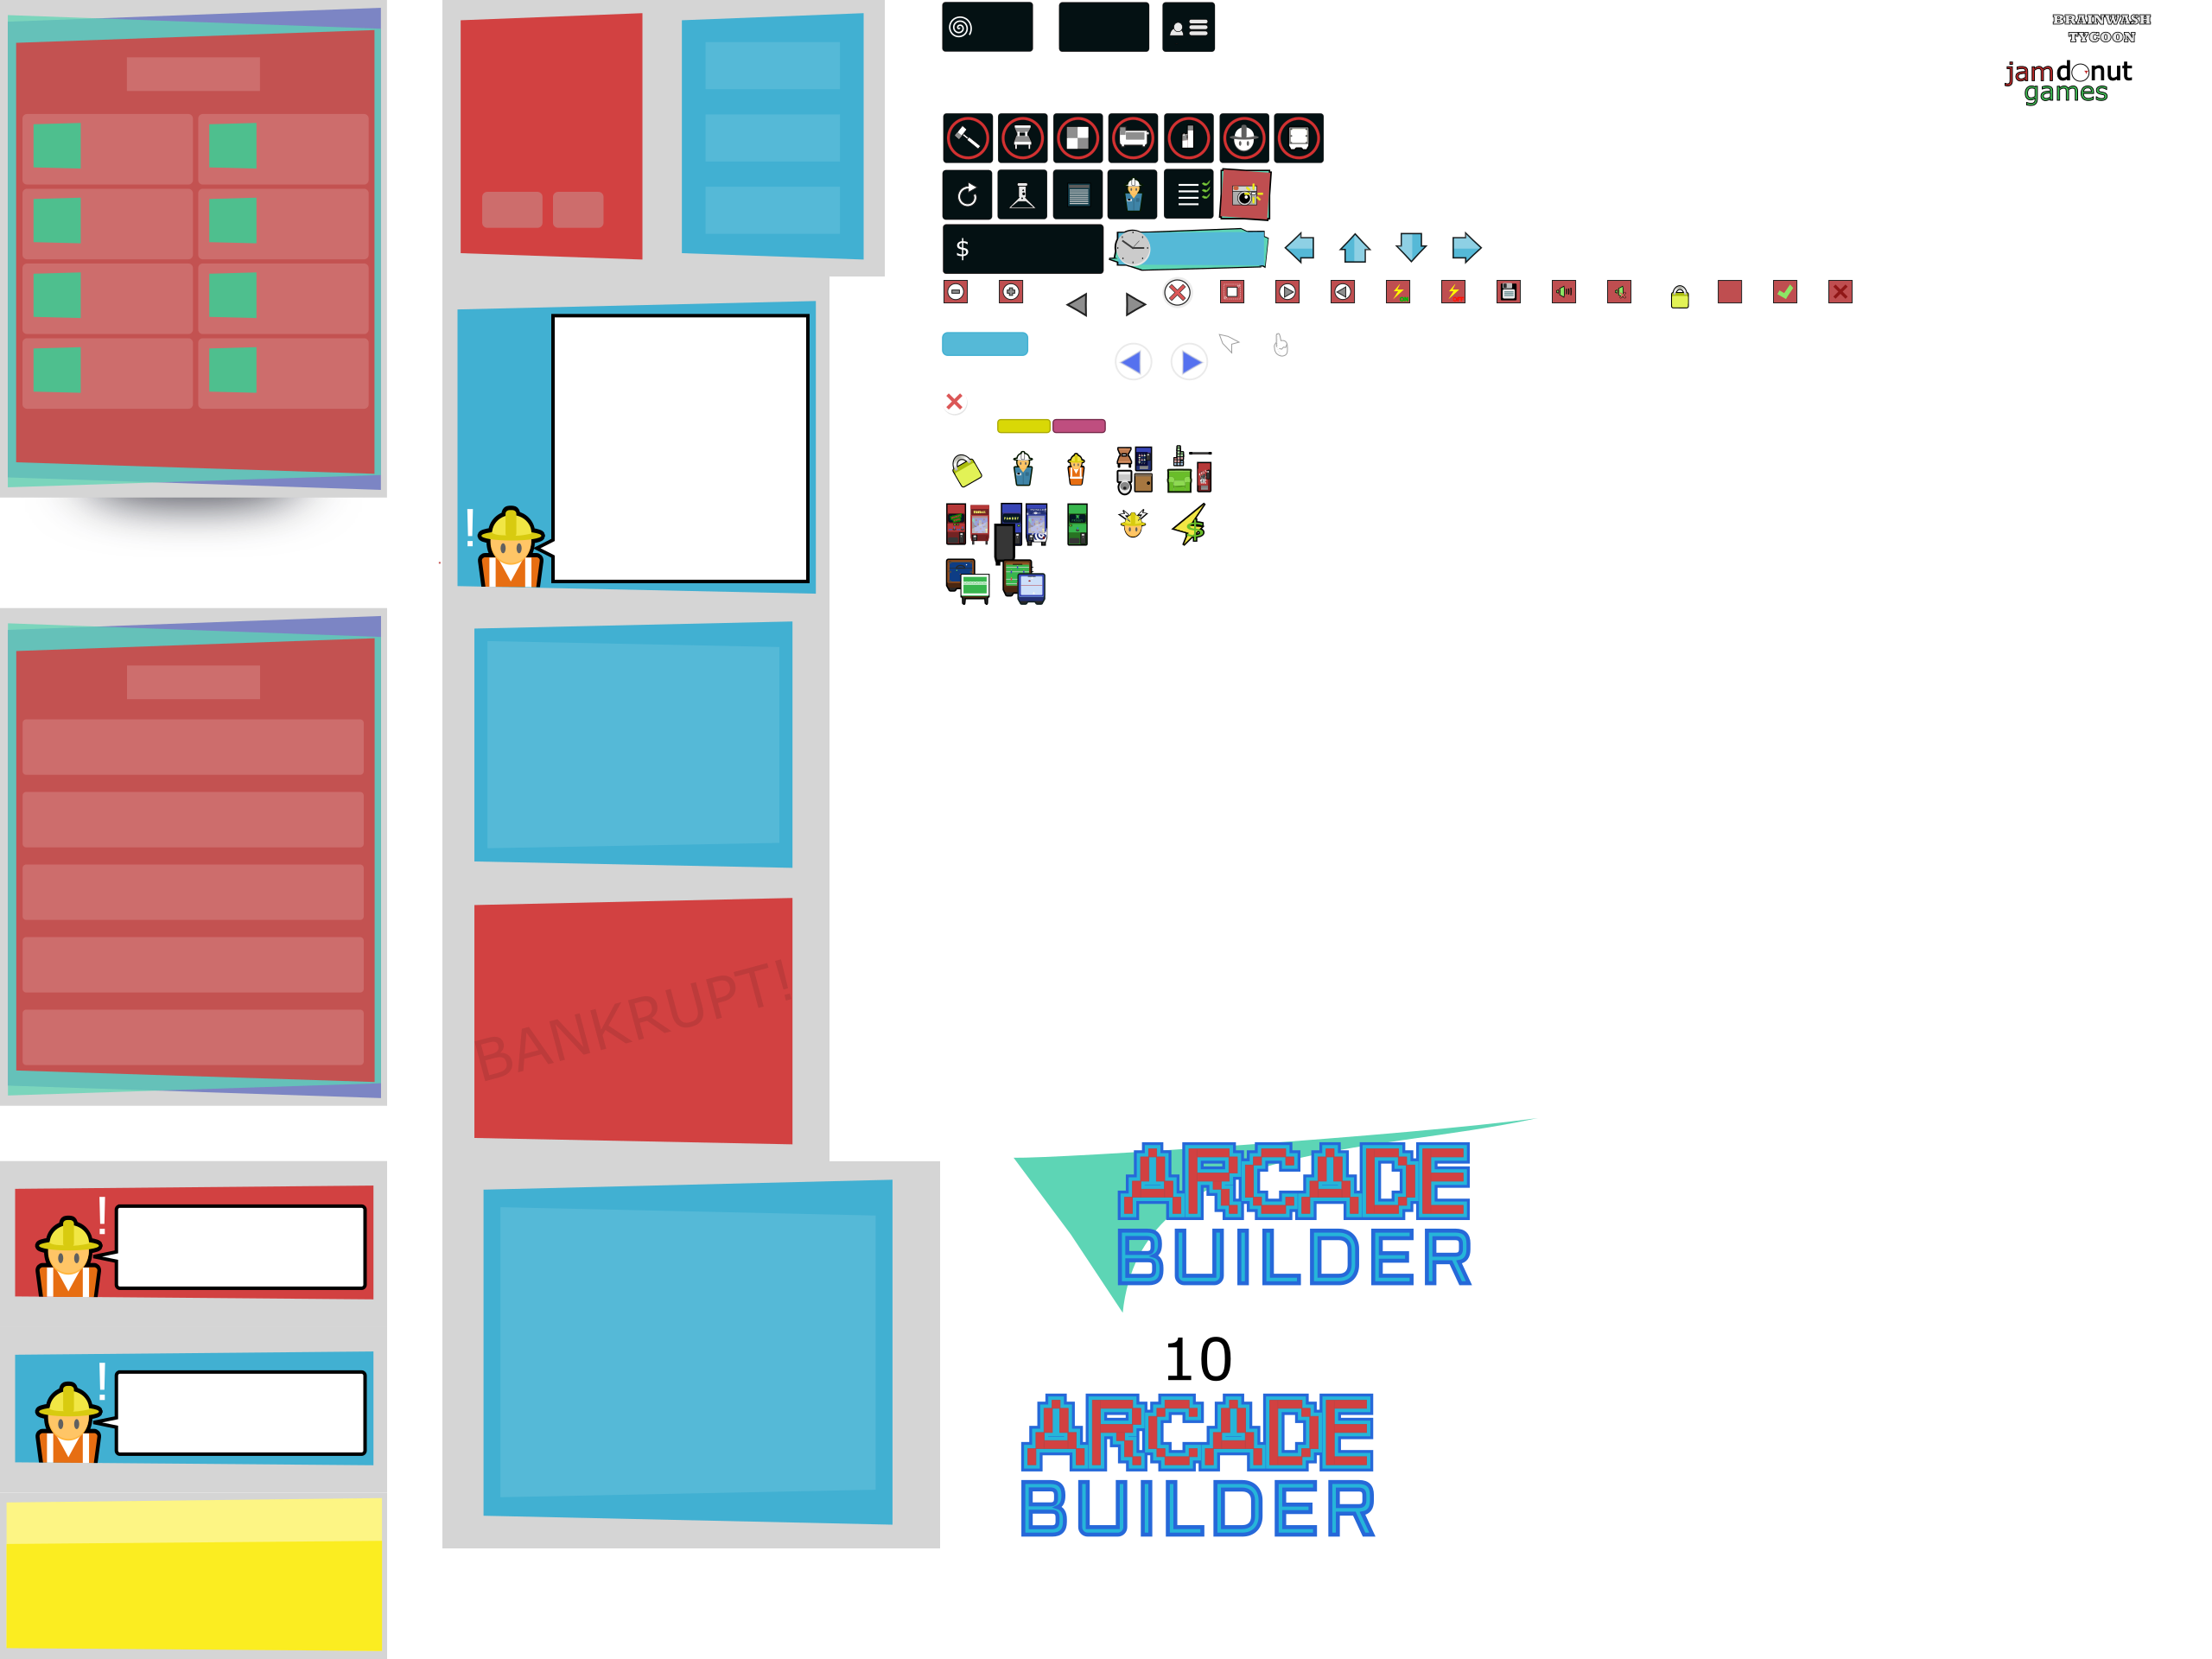 BRAINWASH
TYCOON
jamdonut
games
$
!
BANKRUPT!
!
!
ARCADE
BUILDER
10
ARCADE
BUILDER